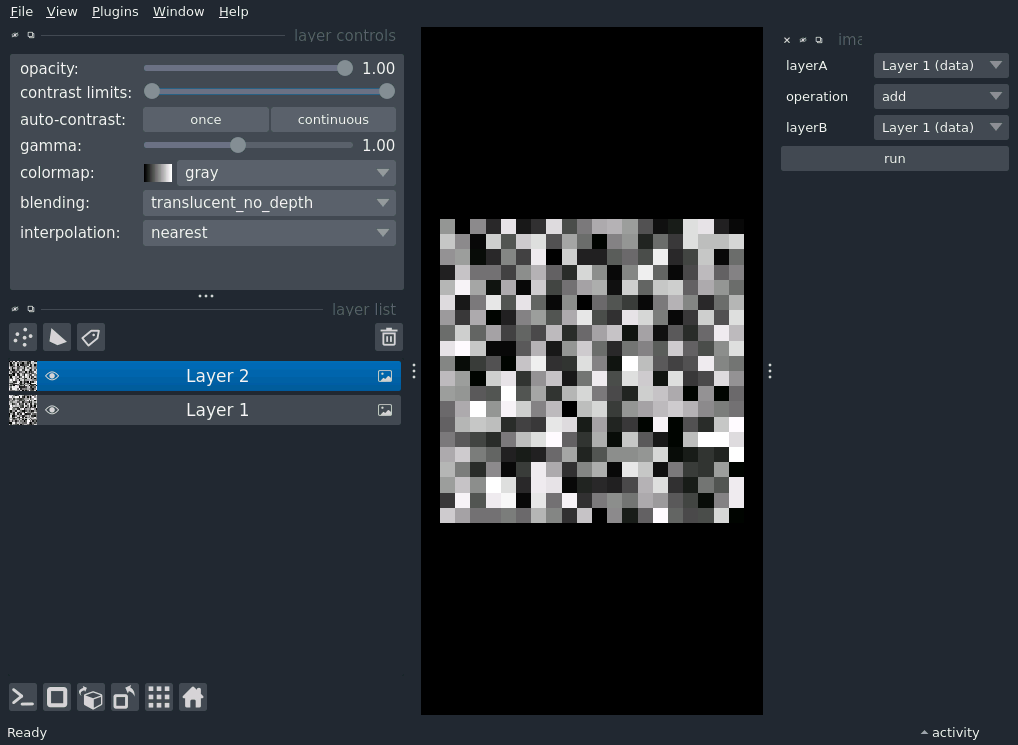 File View Plugins Window Help
layer controls
opacity: 1.00
contrast limits:
auto-contrast: once continuous
gamma: 1.00
colormap: gray
blending: translucent_no_depth
interpolation: nearest
layer list
Layer 2
Layer 1
layerA Layer 1 (data)
operation add
layerB Layer 1 (data)
run
Ready
activity